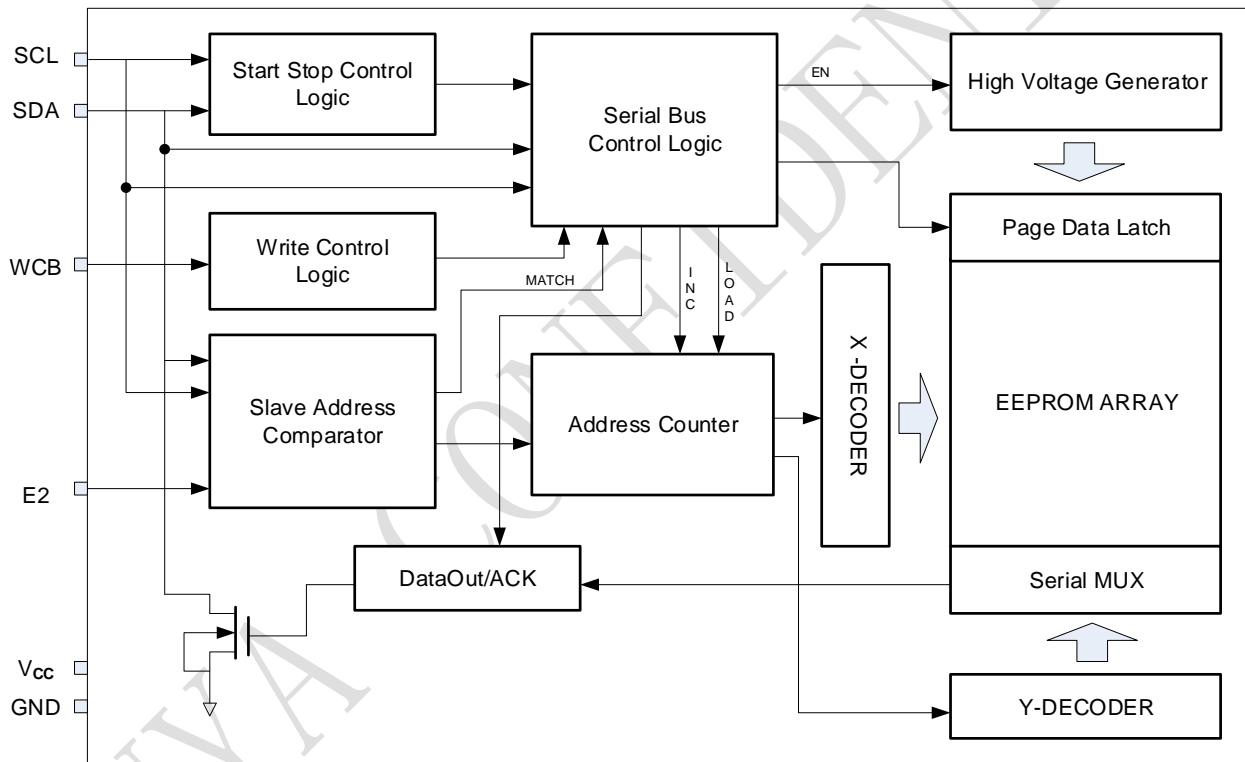 SCL
SDA
WCB
E2
Vcc
GND
Start Stop Control
Logic
Write Control
Logic
Slave Address
Comparator
MATCH
Serial Bus
Control Logic
EN
INC
LOAD
Address Counter
DataOut/ACK
X -DECODER
High Voltage Generator
Page Data Latch
EEPROM ARRAY
Serial MUX
Y-DECODER